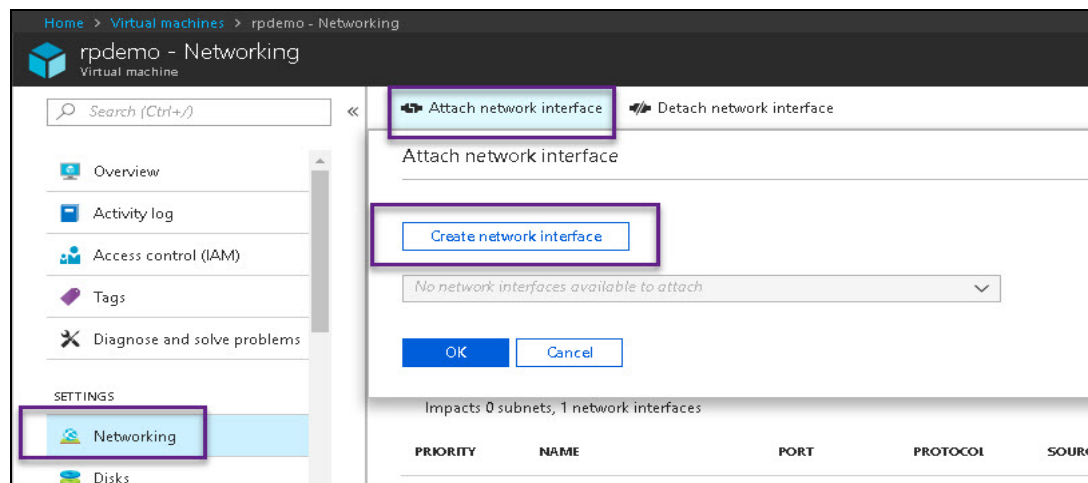 Home > Virtual machines > rpdemo - Networking
rpdemo - Networking
Virtual machine
Search (Ctrl+/)
«
Overview
Activity log
Access control (IAM)
Tags
Diagnose and solve problems
SETTINGS
Networking
Disks
Attach network interface Detach network interface
Attach network interface
Create network interface
No network interfaces available to attach
OK Cancel
Impacts 0 subnets, 1 network interfaces
PRIORITY NAME PORT PROTOCOL SOUR